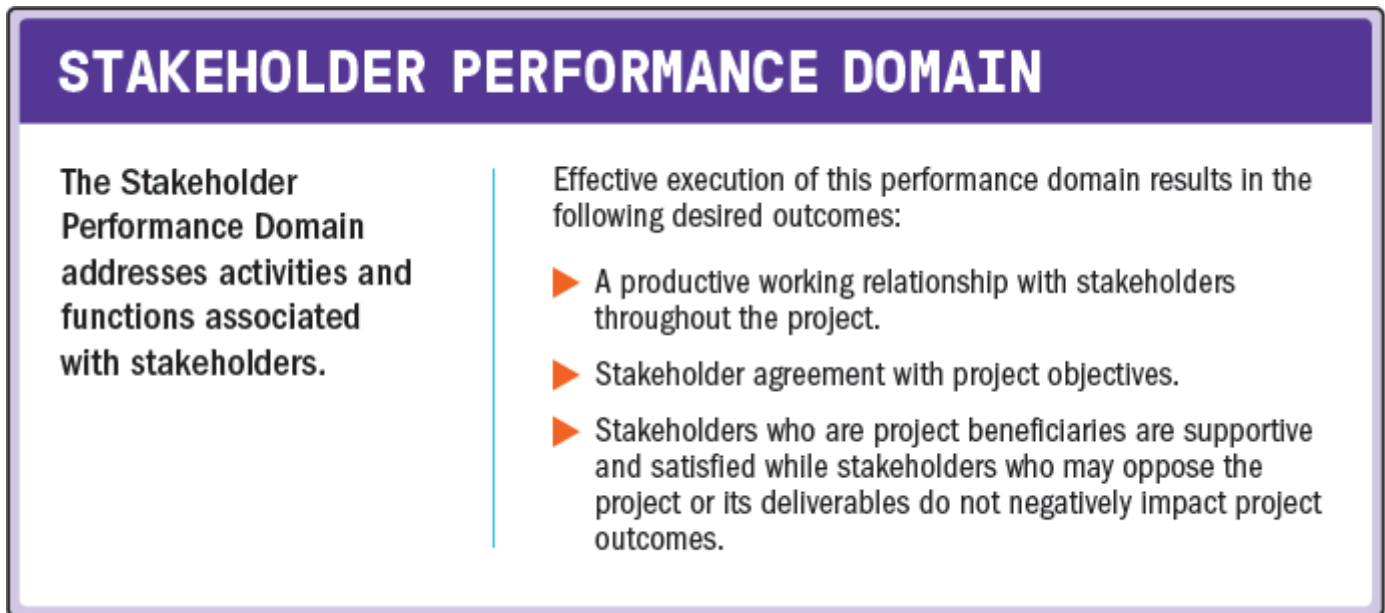 STAKEHOLDER PERFORMANCE DOMAIN
The Stakeholder
Performance Domain
addresses activities and
functions associated
with stakeholders.
Effective execution of this performance domain results in the
following desired outcomes:
A productive working relationship with stakeholders
throughout the project.
Stakeholder agreement with project objectives.
Stakeholders who are project beneficiaries are supportive
and satisfied while stakeholders who may oppose the
project or its deliverables do not negatively impact project
outcomes.